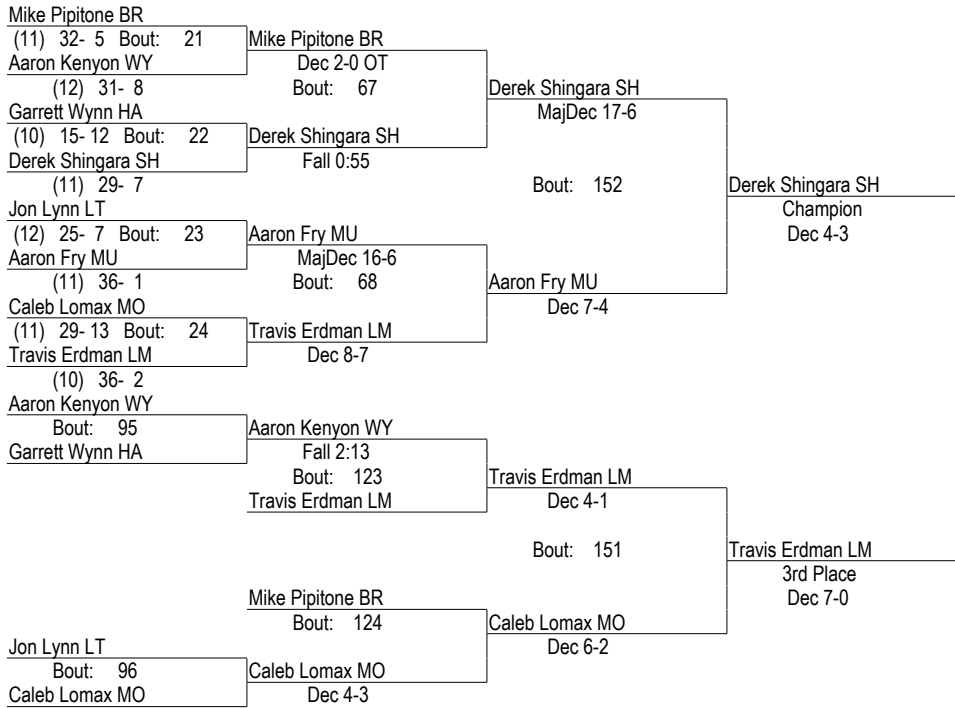 Mike Pipitone BR
(11) 32- 5 Bout: 21 Mike Pipitone BR
Aaron Kenyon WY Dec 2-0 OT
(12) 31- 8 Bout: 67 Derek Shingara SH
Garrett Wynn HA MajDec 17-6
(10) 15- 12 Bout: 22 Derek Shingara SH
Derek Shingara SH Fall 0:55
(11) 29- 7 Bout: 152 Derek Shingara SH
Jon Lynn LT Champion
(12) 25- 7 Bout: 23 Aaron Fry MU Dec 4-3
Aaron Fry MU MajDec 16-6
(11) 36- 1 Bout: 68 Aaron Fry MU
Caleb Lomax MO Dec 7-4
(11) 29- 13 Bout: 24 Travis Erdman LM
Travis Erdman LM Dec 8-7
(10) 36- 2
Aaron Kenyon WY
Bout: 95 Aaron Kenyon WY
Garrett Wynn HA Fall 2:13
Bout: 123 Travis Erdman LM
Travis Erdman LM Dec 4-1
Bout: 151 Travis Erdman LM
3rd Place
Mike Pipitone BR Dec 7-0
Bout: 124 Caleb Lomax MO
Jon Lynn LT Dec 6-2
Bout: 96 Caleb Lomax MO
Caleb Lomax MO Dec 4-3